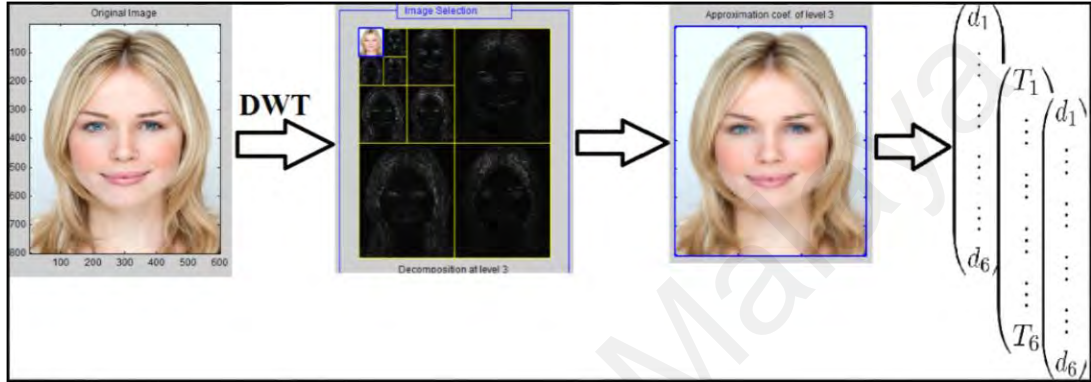 Original Image
100
200
300
400
500
600
700
800
100 200 300 400 500 600
DWT
Image Selection
Decomposition at level 3
Approximation coef. of level 3
d1
⋮
⋮
⋮
⋮
d6
T1
⋮
⋮
⋮
⋮
T6
d1
⋮
⋮
⋮
⋮
d6
Malaya